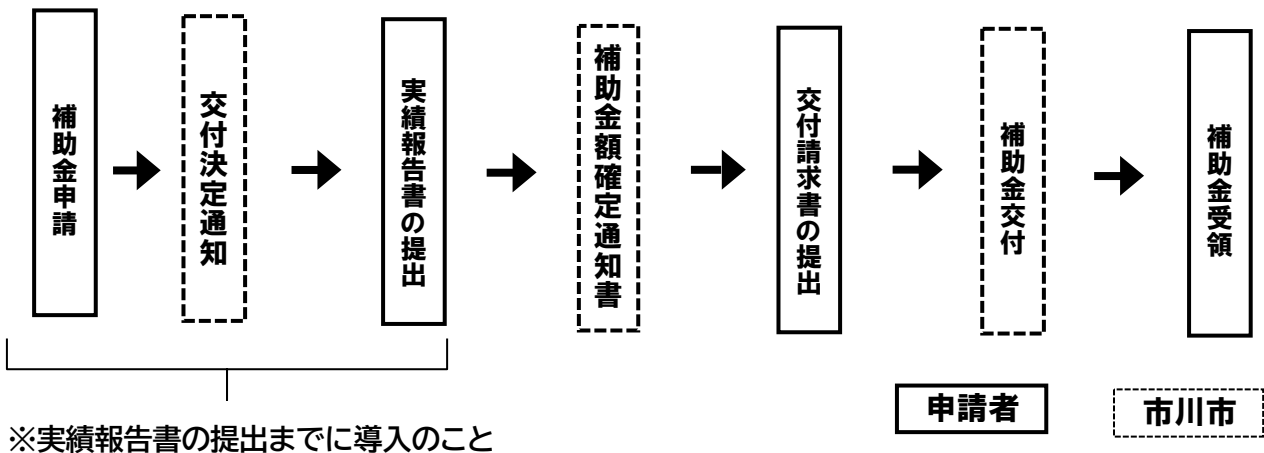 補助金申請
交付決定通知
実績報告書の提出
補助金額確定通知書
交付請求書の提出
補助金交付
補助金受領
申請者
市川市
※実績報告書の提出までに導入のこと